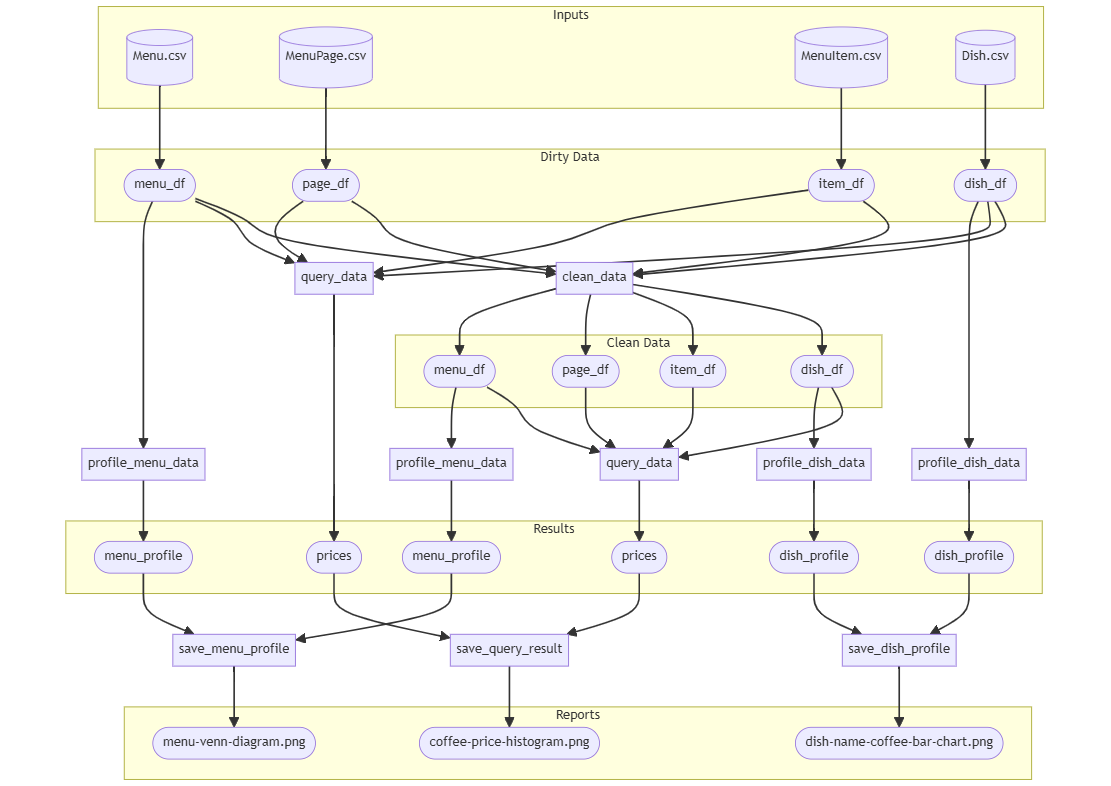 Inputs
Menu.csv
MenuPage.csv
MenuItem.csv
Dish.csv
Dirty Data
menu_df
page_df
item_df
dish_df
query_data
clean_data
Clean Data
menu_df
page_df
item_df
dish_df
profile_menu_data
profile_menu_data
query_data
profile_dish_data
profile_dish_data
Results
menu_profile
prices
menu_profile
prices
dish_profile
dish_profile
save_menu_profile
save_query_result
save_dish_profile
Reports
menu-venn-diagram.png
coffee-price-histogram.png
dish-name-coffee-bar-chart.png